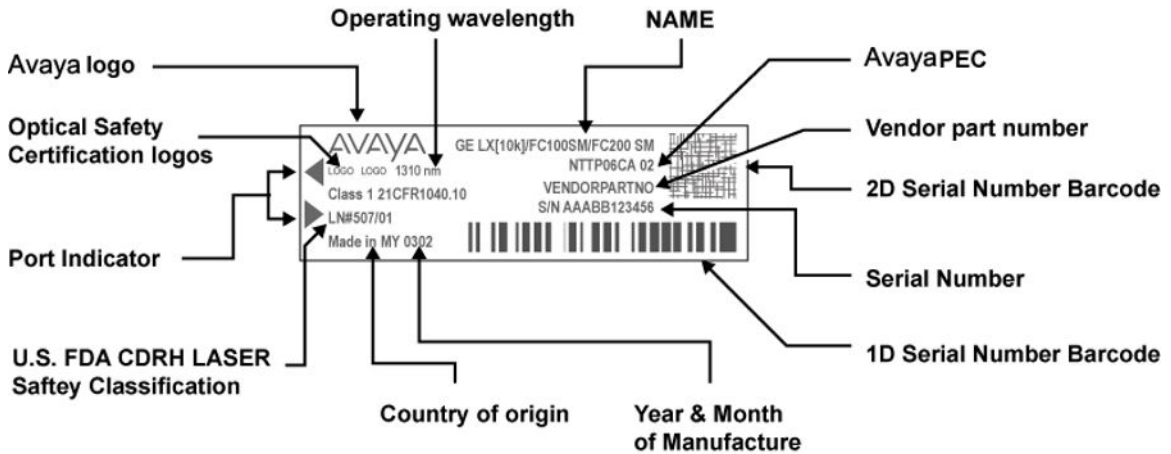 Operating wavelength
NAME
Avaya logo
AvayaPEC
Optical Safety
Certification logos
Vendor part number
2D Serial Number Barcode
Port Indicator
Serial Number
U.S. FDA CDRH LASER
Saftey Classification
1D Serial Number Barcode
Country of origin
Year & Month
of Manufacture
AVAYA
LOGO LOGO 1310 nm
Class 1 21CFR1040.10
LN#507/01
Made in MY 0302
GE LX[10k]/FC100SM/FC200 SM
NTTP06CA 02
VENDORPARTNO
S/N AAABB123456